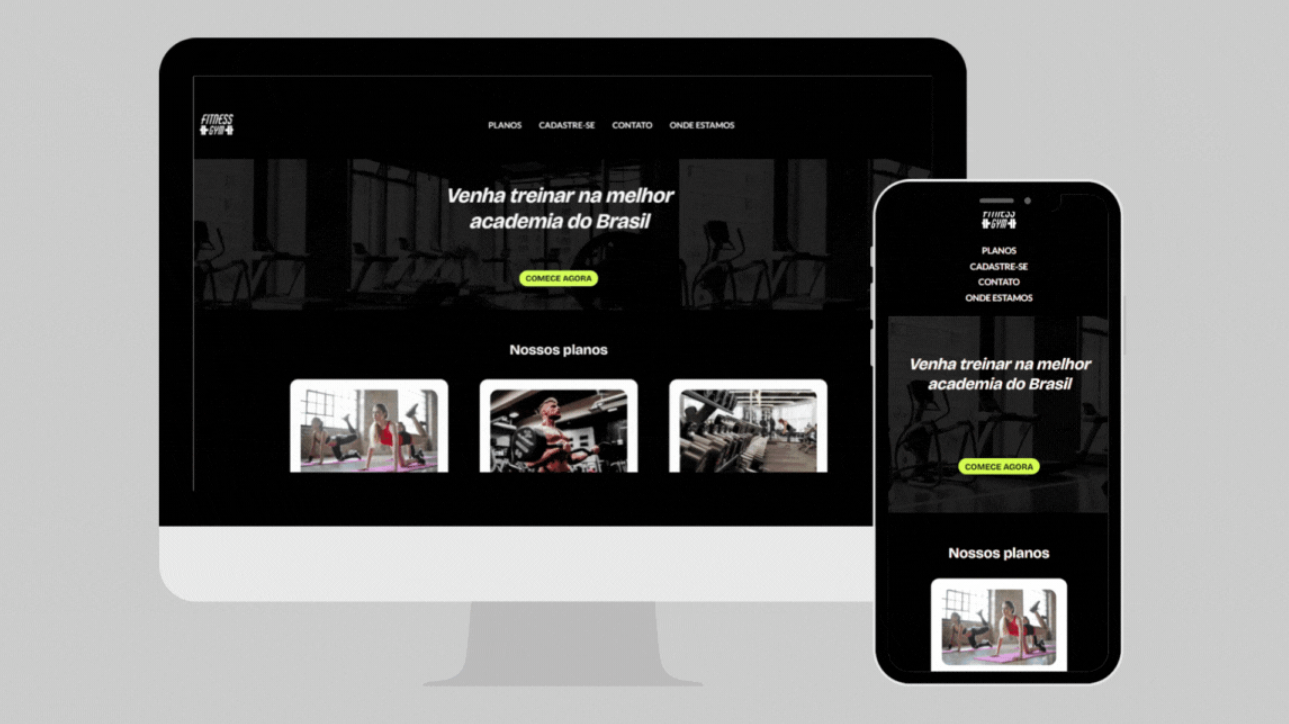 FITNESS
GYM
PLANOS CADASTRE-SE CONTATO ONDE ESTAMOS
Venha treinar na melhor
academia do Brasil
COMECE AGORA
Nossos planos
FITNESS
GYM
PLANOS
CADASTRE-SE
CONTATO
ONDE ESTAMOS
Venha treinar na melhor
academia do Brasil
COMECE AGORA
Nossos planos